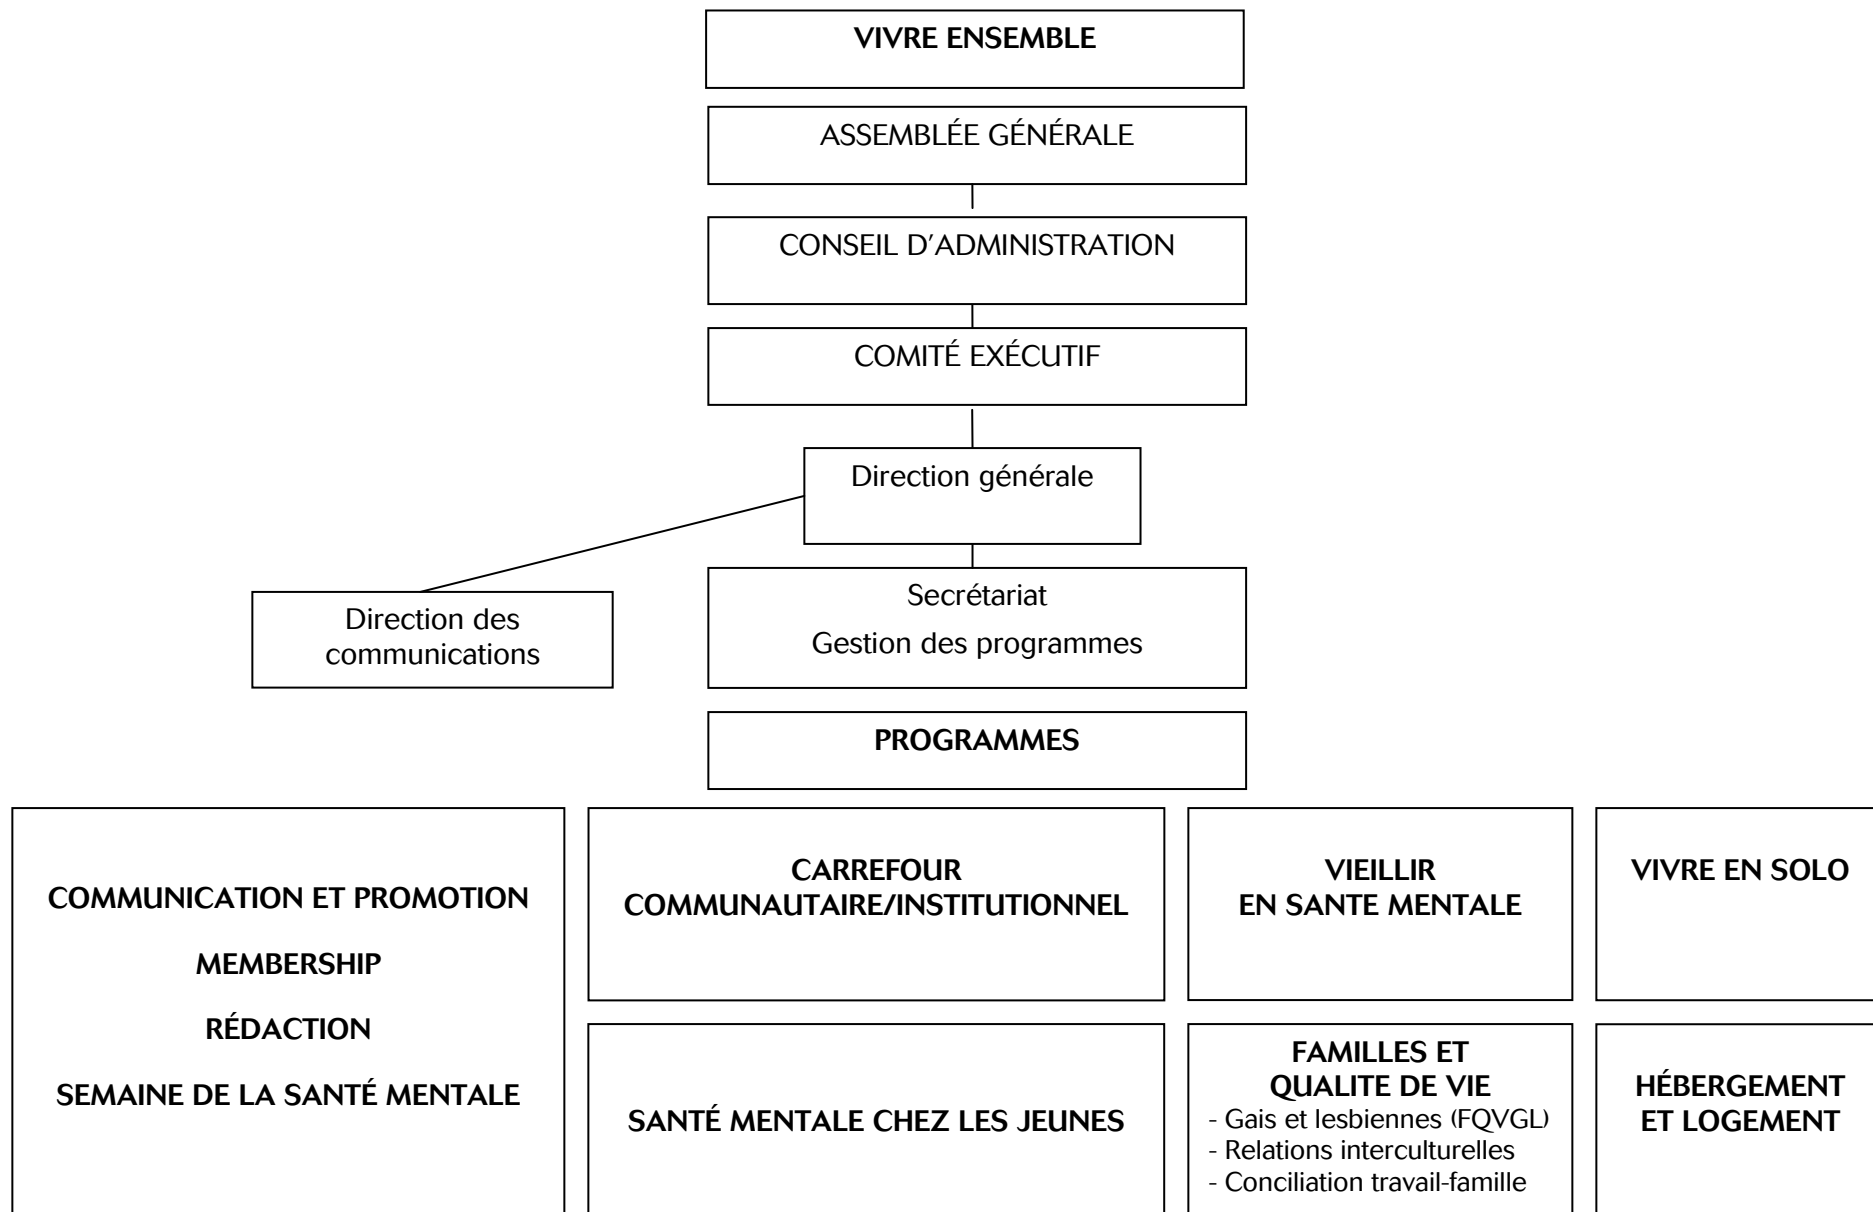 VIVRE ENSEMBLE
ASSEMBLÉE GÉNÉRALE
CONSEIL D’ADMINISTRATION
COMITÉ EXÉCUTIF
Direction générale
Direction des
communications
Secrétariat
Gestion des programmes
PROGRAMMES
COMMUNICATION ET PROMOTION
MEMBERSHIP
RÉDACTION
SEMAINE DE LA SANTÉ MENTALE
CARREFOUR
COMMUNAUTAIRE/INSTITUTIONNEL
VIEILLIR
EN SANTE MENTALE
VIVRE EN SOLO
SANTÉ MENTALE CHEZ LES JEUNES
FAMILLES ET
QUALITE DE VIE
- Gais et lesbiennes (FQVGL)
- Relations interculturelles
- Conciliation travail-famille
HÉBERGEMENT
ET LOGEMENT